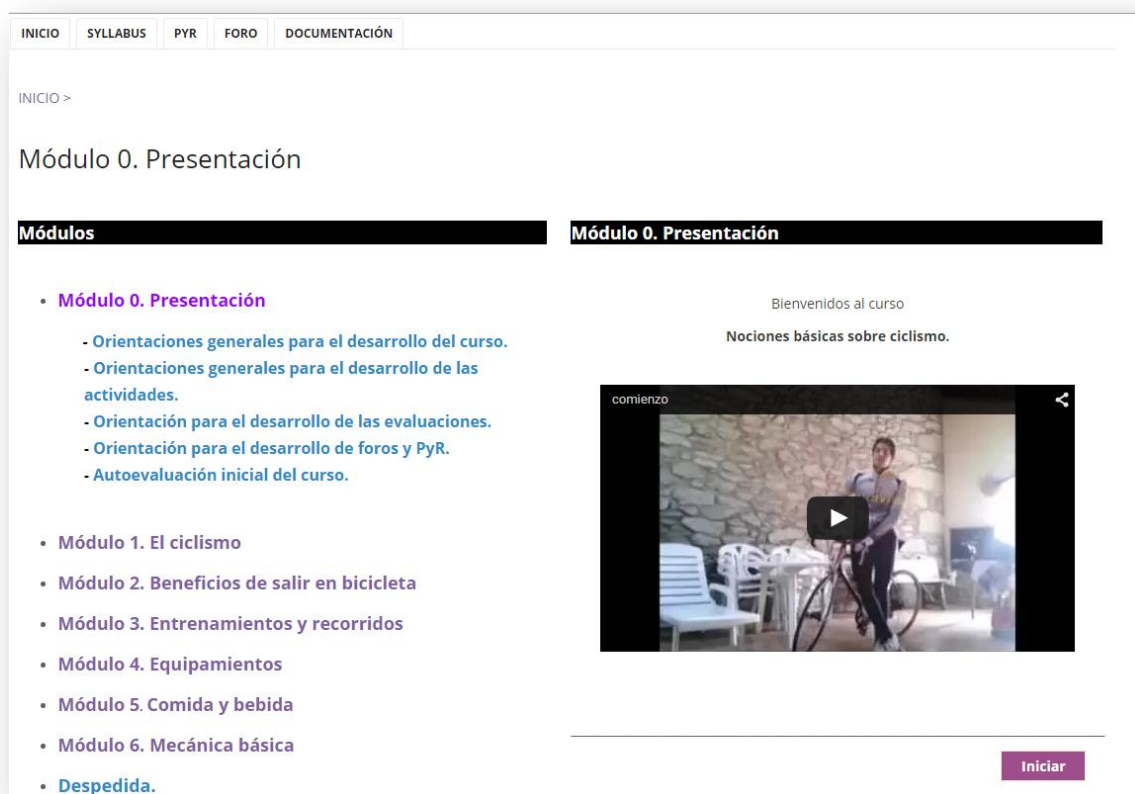 INICIO SYLLABUS PYR FORO DOCUMENTACIÓN
INICIO >
Módulo 0. Presentación
Módulos
• Módulo 0. Presentación
- Orientaciones generales para el desarrollo del curso.
- Orientaciones generales para el desarrollo de las
actividades.
- Orientación para el desarrollo de las evaluaciones.
- Orientación para el desarrollo de foros y PyR.
- Autoevaluación inicial del curso.
• Módulo 1. El ciclismo
• Módulo 2. Beneficios de salir en bicicleta
• Módulo 3. Entrenamientos y recorridos
• Módulo 4. Equipamientos
• Módulo 5. Comida y bebida
• Módulo 6. Mecánica básica
• Despedida.
Módulo 0. Presentación
Bienvenidos al curso
Nociones básicas sobre ciclismo.
comienzo
Iniciar